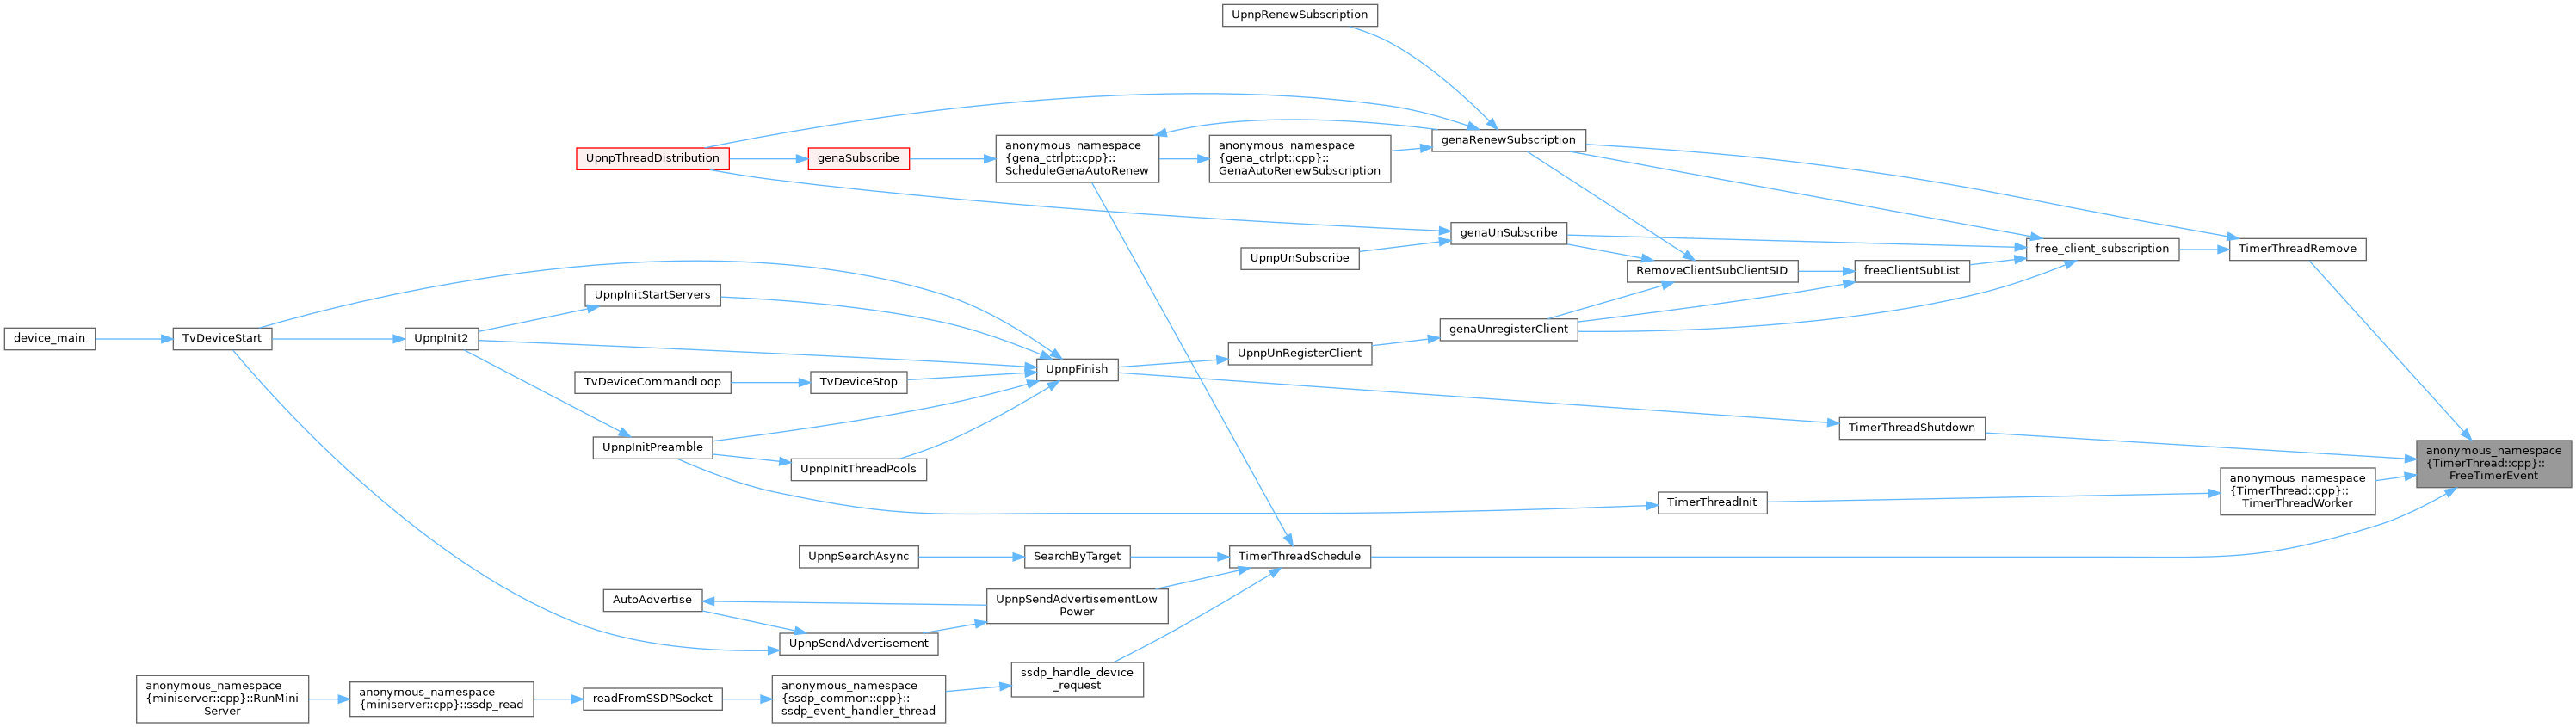 UpnpRenewSubscription
genaRenewSubscription
anonymous_namespace
{gena_ctrlpt::cpp}::
ScheduleGenaAutoRenew
anonymous_namespace
{gena_ctrlpt::cpp}::
GenaAutoRenewSubscription
UpnpThreadDistribution
genaSubscribe
genaUnSubscribe
UpnpUnSubscribe
RemoveClientSubClientSID
freeClientSubList
free_client_subscription
TimerThreadRemove
UpnpInitStartServers
genaUnregisterClient
device_main
TvDeviceStart
UpnpInit2
UpnpUnRegisterClient
UpnpFinish
TvDeviceCommandLoop
TvDeviceStop
TimerThreadShutdown
UpnpInitPreamble
UpnpInitThreadPools
anonymous_namespace
{TimerThread::cpp}::
FreeTimerEvent
anonymous_namespace
{TimerThread::cpp}::
TimerThreadWorker
TimerThreadInit
UpnpSearchAsync
SearchByTarget
TimerThreadSchedule
AutoAdvertise
UpnpSendAdvertisementLow
Power
UpnpSendAdvertisement
ssdp_handle_device
_request
anonymous_namespace
{miniserver::cpp}::RunMini
Server
anonymous_namespace
{miniserver::cpp}::ssdp_read
readFromSSDPSocket
anonymous_namespace
{ssdp_common::cpp}::
ssdp_event_handler_thread